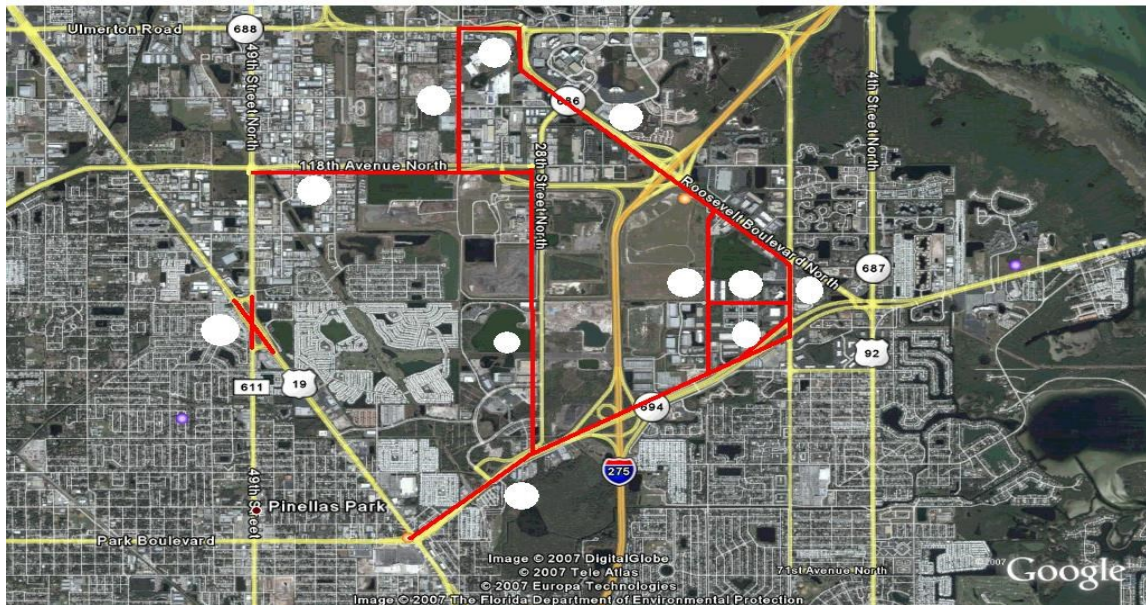 Ulmerton Road
688
49th Street North
686
4th Street North
118th Avenue North
28th Street North
Roosevelt Boulevard North
687
92
611
19
694
275
49th Street
Pinellas Park
Park Boulevard
71st Avenue North
Image © 2007 DigitalGlobe
© 2007 Tele Atlas
© 2007 Europa Technologies
Image © 2007 The Florida Department of Environmental Protection
©2007 Google